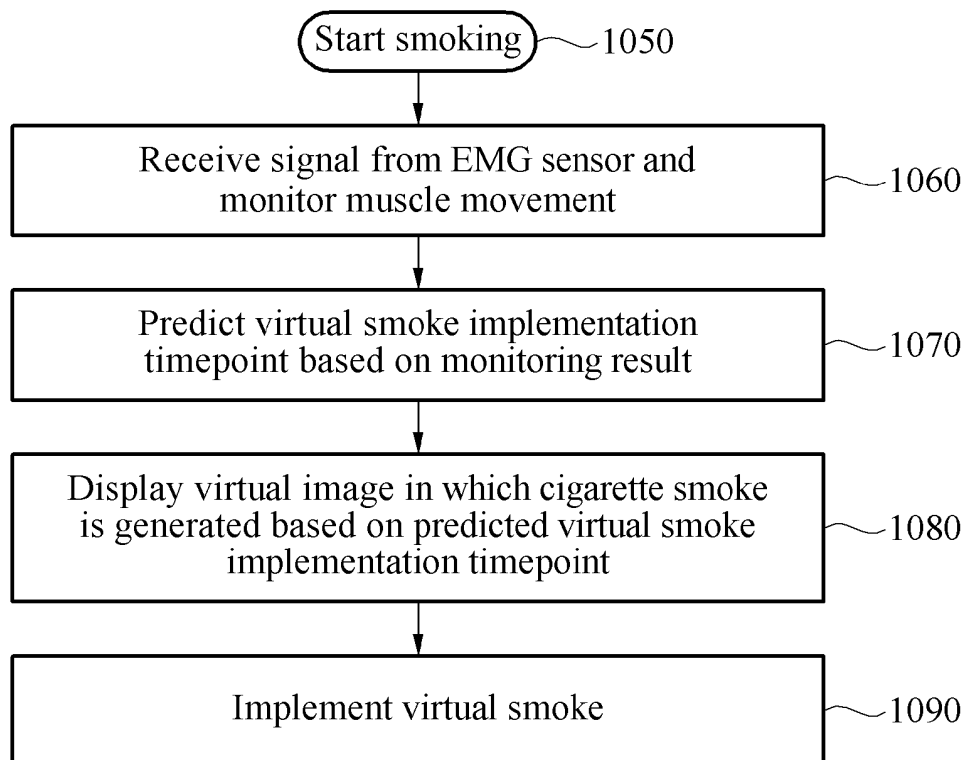 Start smoking
1050
Receive signal from EMG sensor and
monitor muscle movement
1060
Predict virtual smoke implementation
timepoint based on monitoring result
1070
Display virtual image in which cigarette smoke
is generated based on predicted virtual smoke
implementation timepoint
1080
Implement virtual smoke
1090